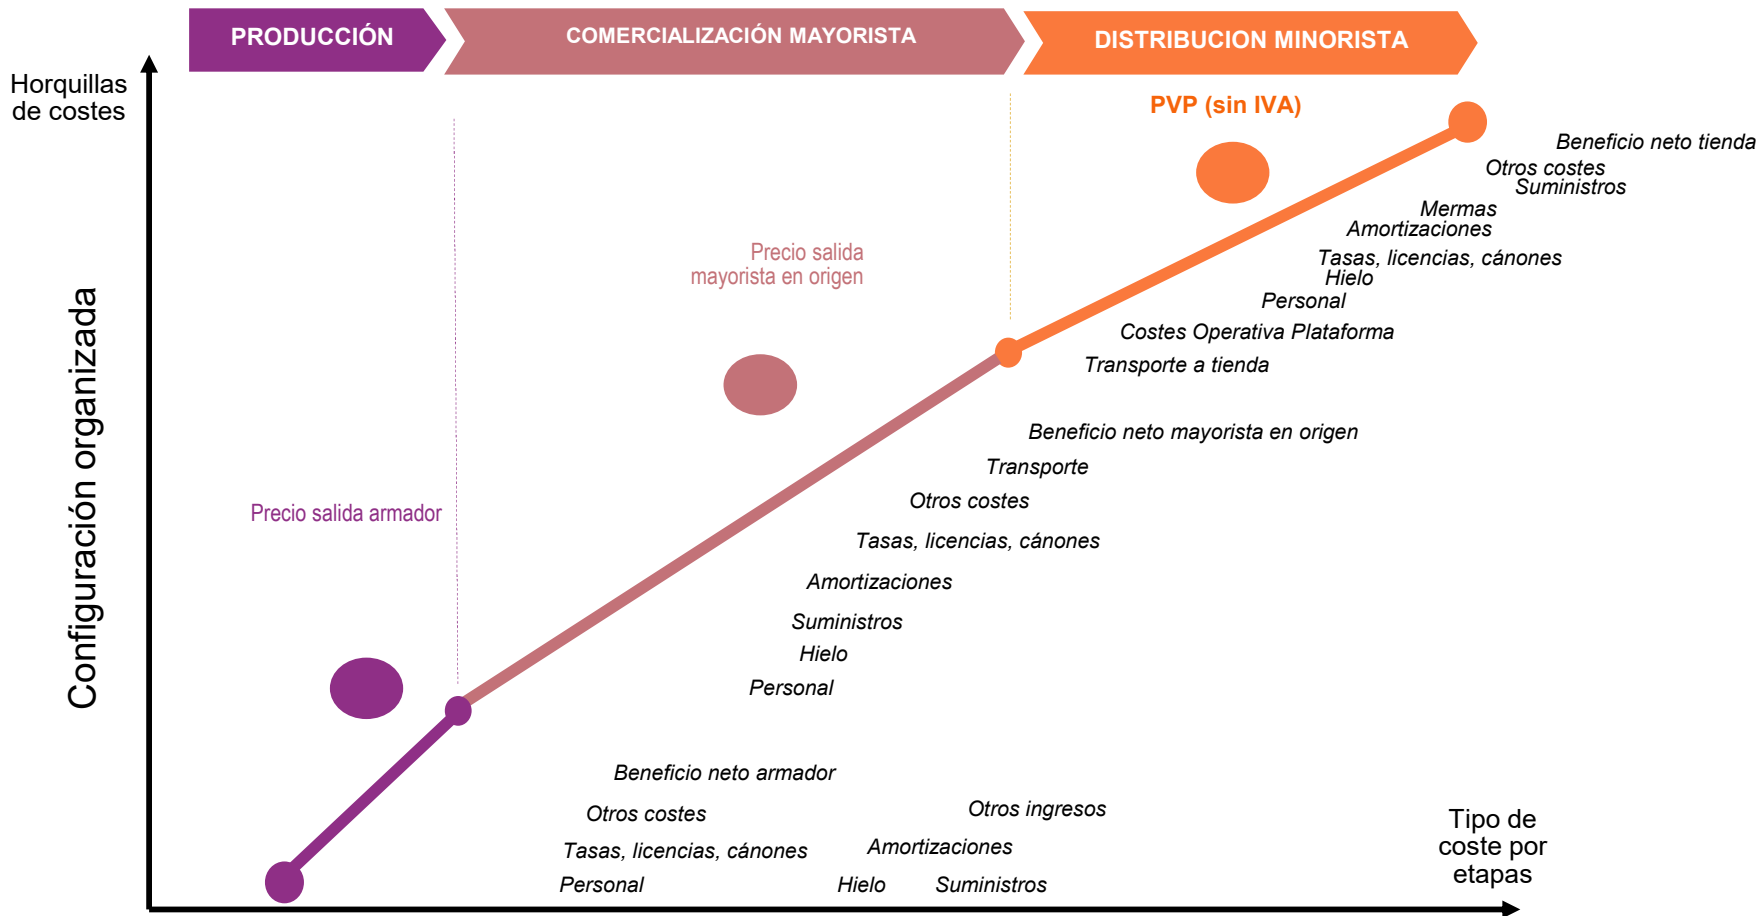 PRODUCCIÓN
COMERCIALIZACIÓN MAYORISTA
DISTRIBUCION MINORISTA
Horquillas
de costes
PVP (sin IVA)
Beneficio neto tienda
Otros costes
Suministros
Mermas
Amortizaciones
Tasas, licencias, cánones
Hielo
Personal
Costes Operativa Plataforma
Transporte a tienda
Precio salida
mayorista en origen
Beneficio neto mayorista en origen
Transporte
Otros costes
Tasas, licencias, cánones
Amortizaciones
Suministros
Hielo
Personal
Precio salida armador
Configuración organizada
Beneficio neto armador
Otros costes
Otros ingresos
Tasas, licencias, cánones
Amortizaciones
Personal
Hielo
Suministros
Tipo de
coste por
etapas